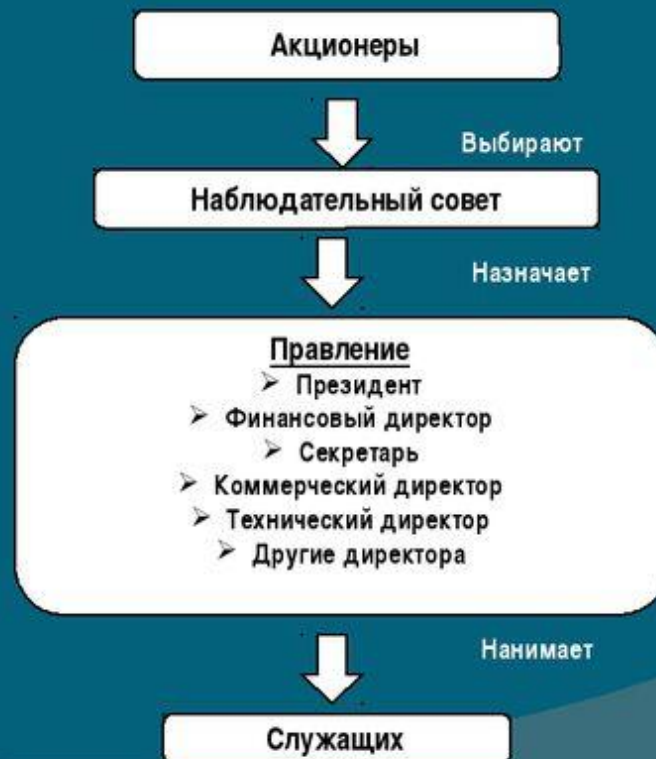 Акционеры
Выбирают
Наблюдательный совет
Назначает
Правление
➢ Президент
➢ Финансовый директор
➢ Секретарь
➢ Коммерческий директор
➢ Технический директор
➢ Другие директора
Нанимает
Служащих